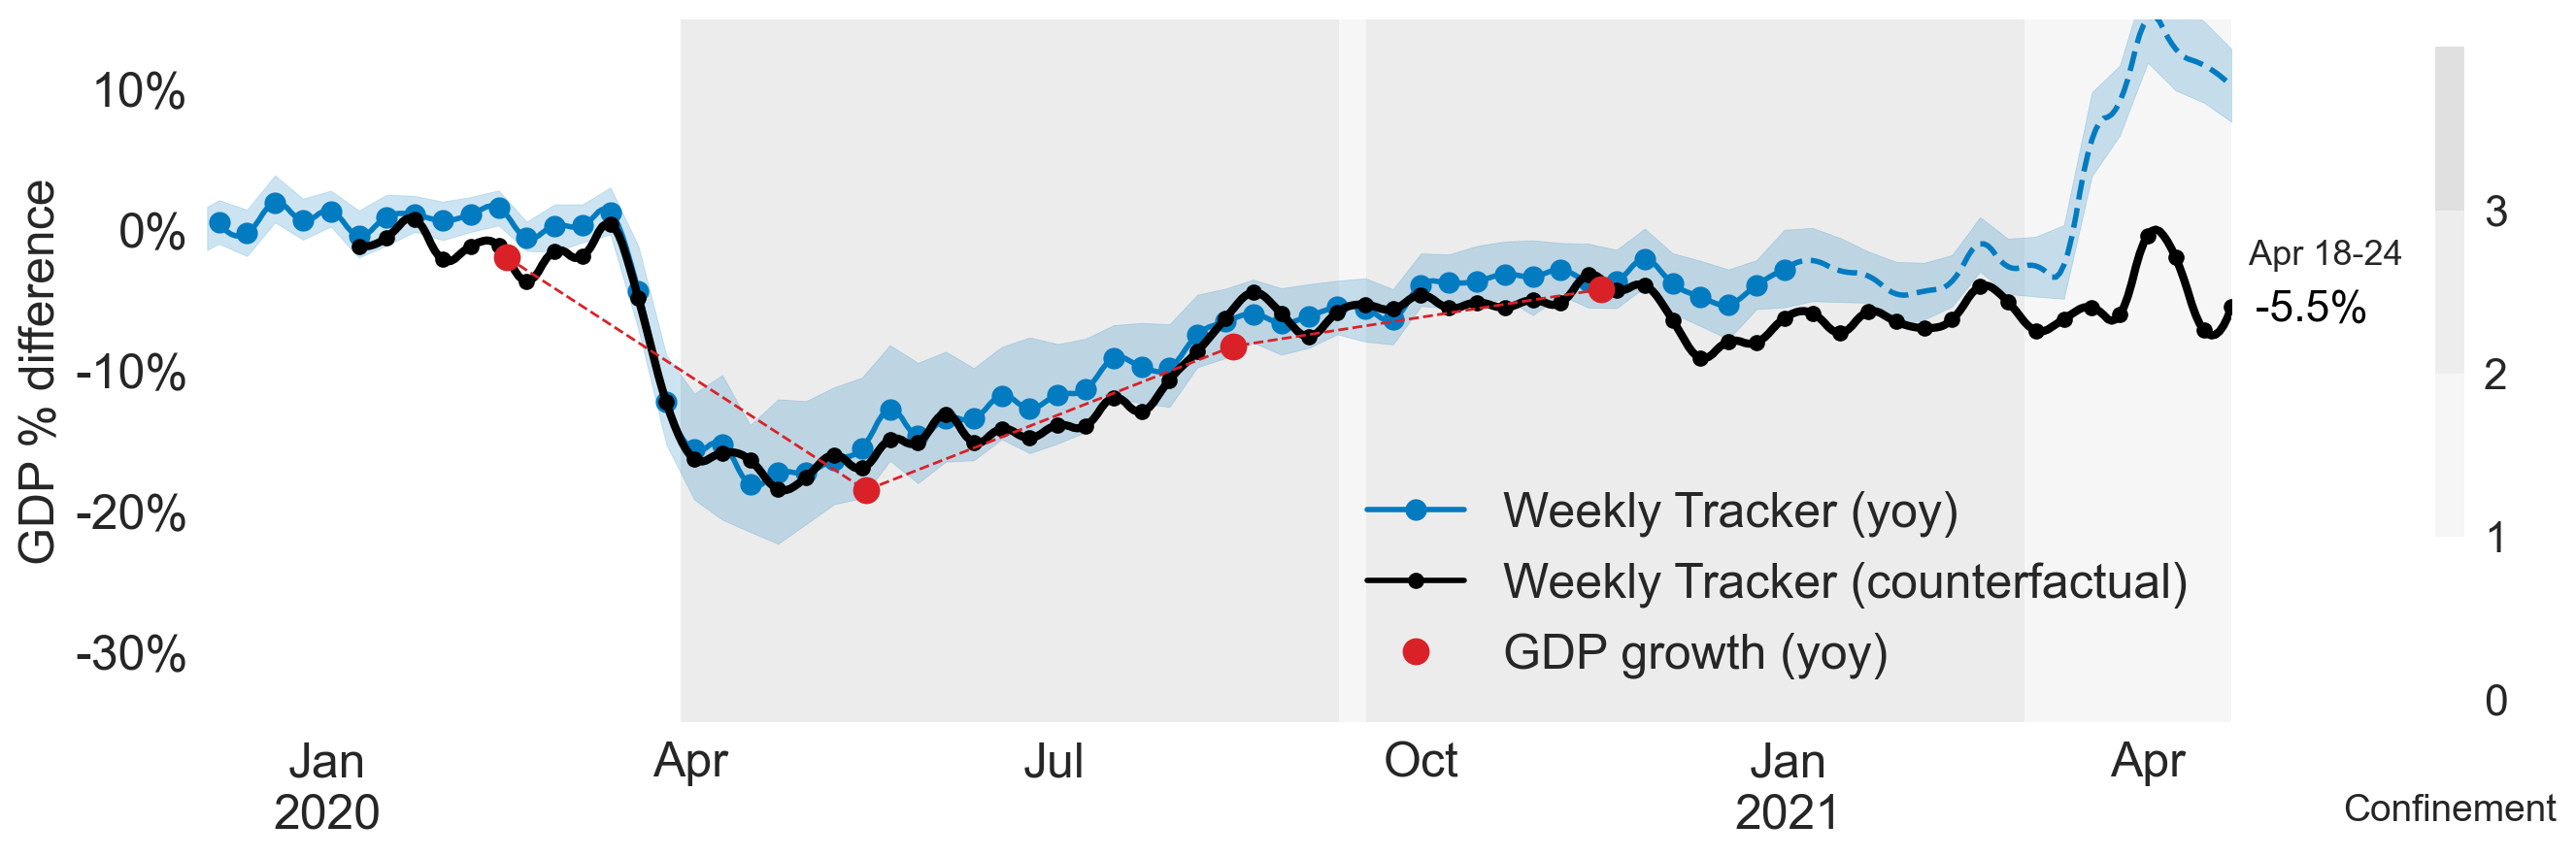 GDP % difference
10%
0%
-10%
-20%
-30%
Jan
2020
Apr
Jul
Oct
Jan
2021
Apr
Weekly Tracker (yoy)
Weekly Tracker (counterfactual)
GDP growth (yoy)
Apr 18-24
-5.5%
3
2
1
0
Confinement